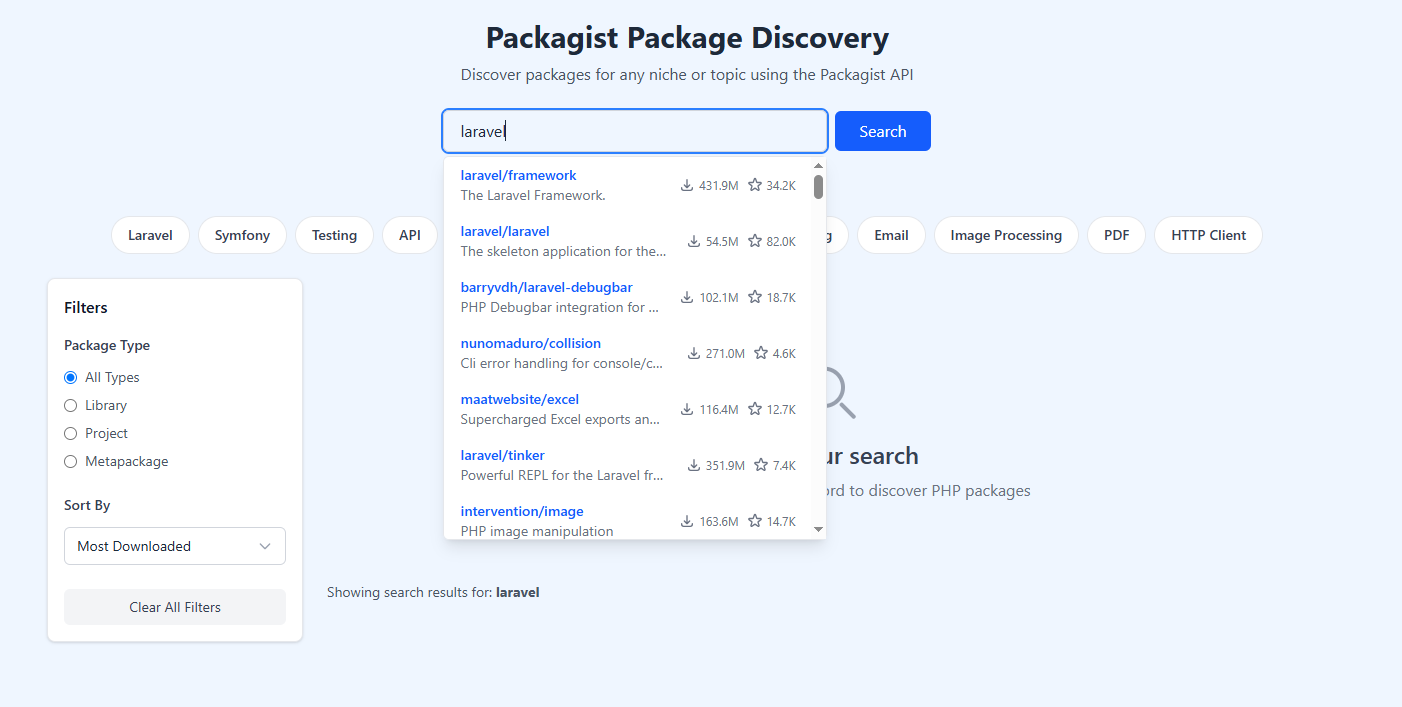 Packagist Package Discovery
Discover packages for any niche or topic using the Packagist API
laravel
Search
laravel/framework
The Laravel Framework.
431.9M 34.2K
laravel/laravel
The skeleton application for the...
54.5M 82.0K
barryvdh/laravel-debugbar
PHP Debugbar integration for ...
102.1M 18.7K
nunomaduro/collision
Cli error handling for console/c...
271.0M 4.6K
maatwebsite/excel
Supercharged Excel exports an...
116.4M 12.7K
laravel/tinker
Powerful REPL for the Laravel fr...
351.9M 7.4K
intervention/image
PHP image manipulation
163.6M 14.7K
Laravel Symfony Testing API g Email Image Processing PDF HTTP Client
Filters
Package Type
All Types
Library
Project
Metapackage
Sort By
Most Downloaded
Clear All Filters
ur search
ord to discover PHP packages
Showing search results for: laravel